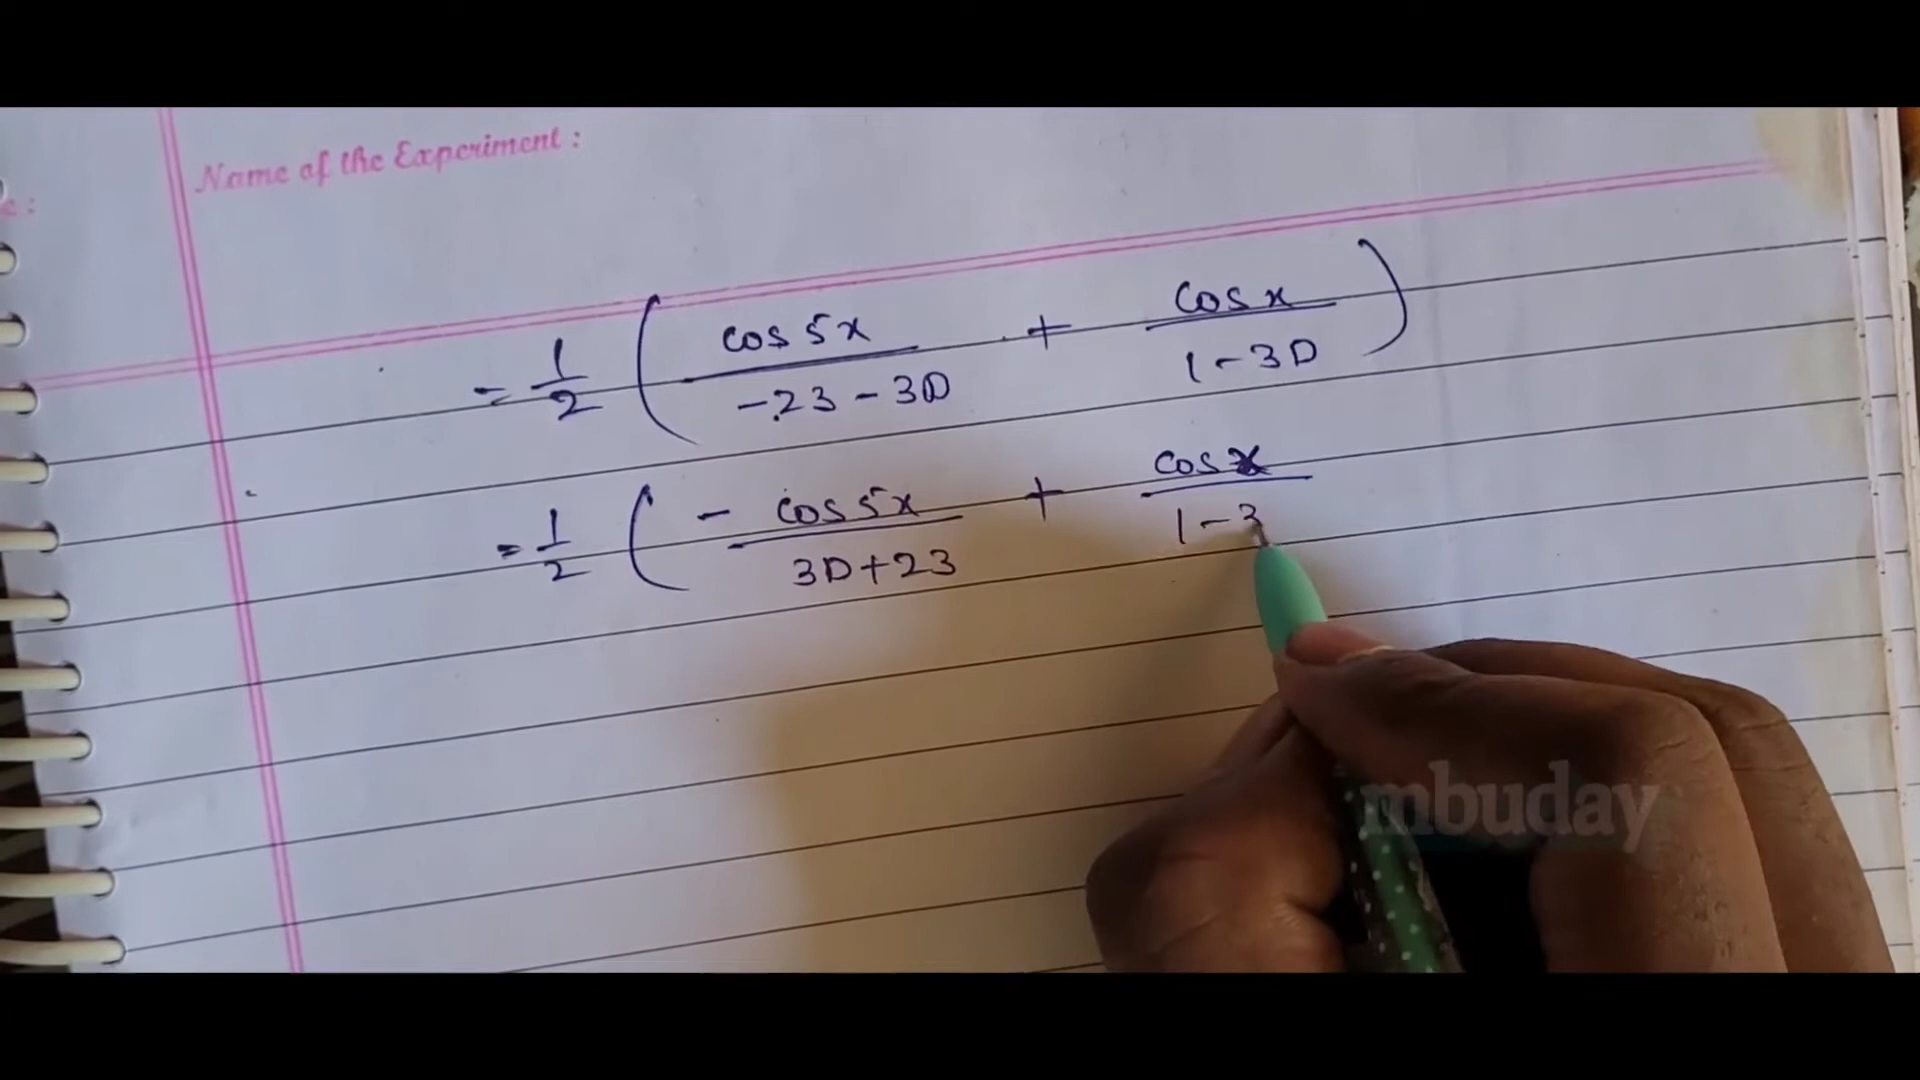 Name of the Experiment :
e :
= 1/2 ( cos 5x / -23 - 3D + cos x / 1 - 3D )
= 1/2 ( - cos 5x / 3D + 23 + cos x / 1 - 3
mbuday